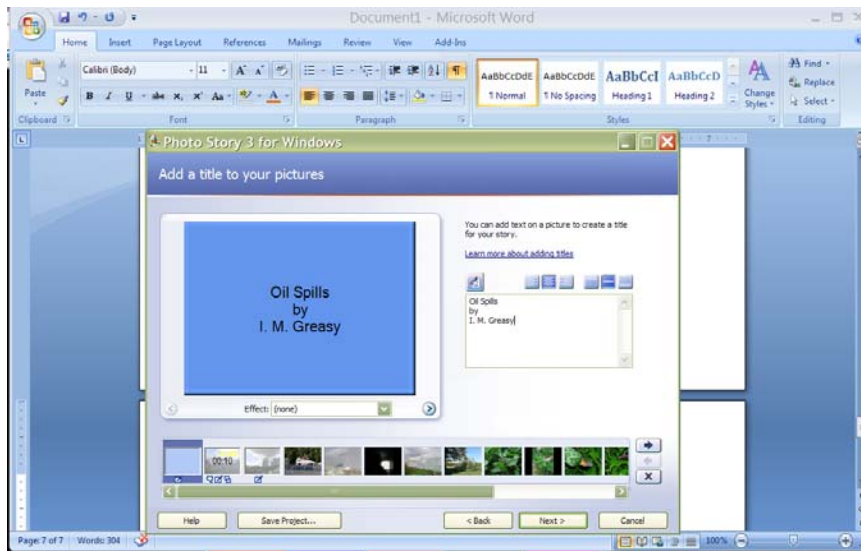 Document1 - Microsoft Word
Home Insert Page Layout References Mailings Review View Add-Ins
Paste
Calibri (Body) 11
Clipboard Font Paragraph Styles Editing
AaBbCcDdE AaBbCcDdE AaBbCcI AaBbCcD
¶ Normal ¶ No Spacing Heading 1 Heading 2
Change Styles
Find
Replace
Select
Photo Story 3 for Windows
Add a title to your pictures
Oil Spills
by
I. M. Greasy
Effect: (none)
You can add text on a picture to create a title
for your story.
Learn more about adding titles
Oil Spills
by
I. M. Greasy
00:10
Help Save Project... < Back Next > Cancel
Page: 7 of 7 Words: 304 100%